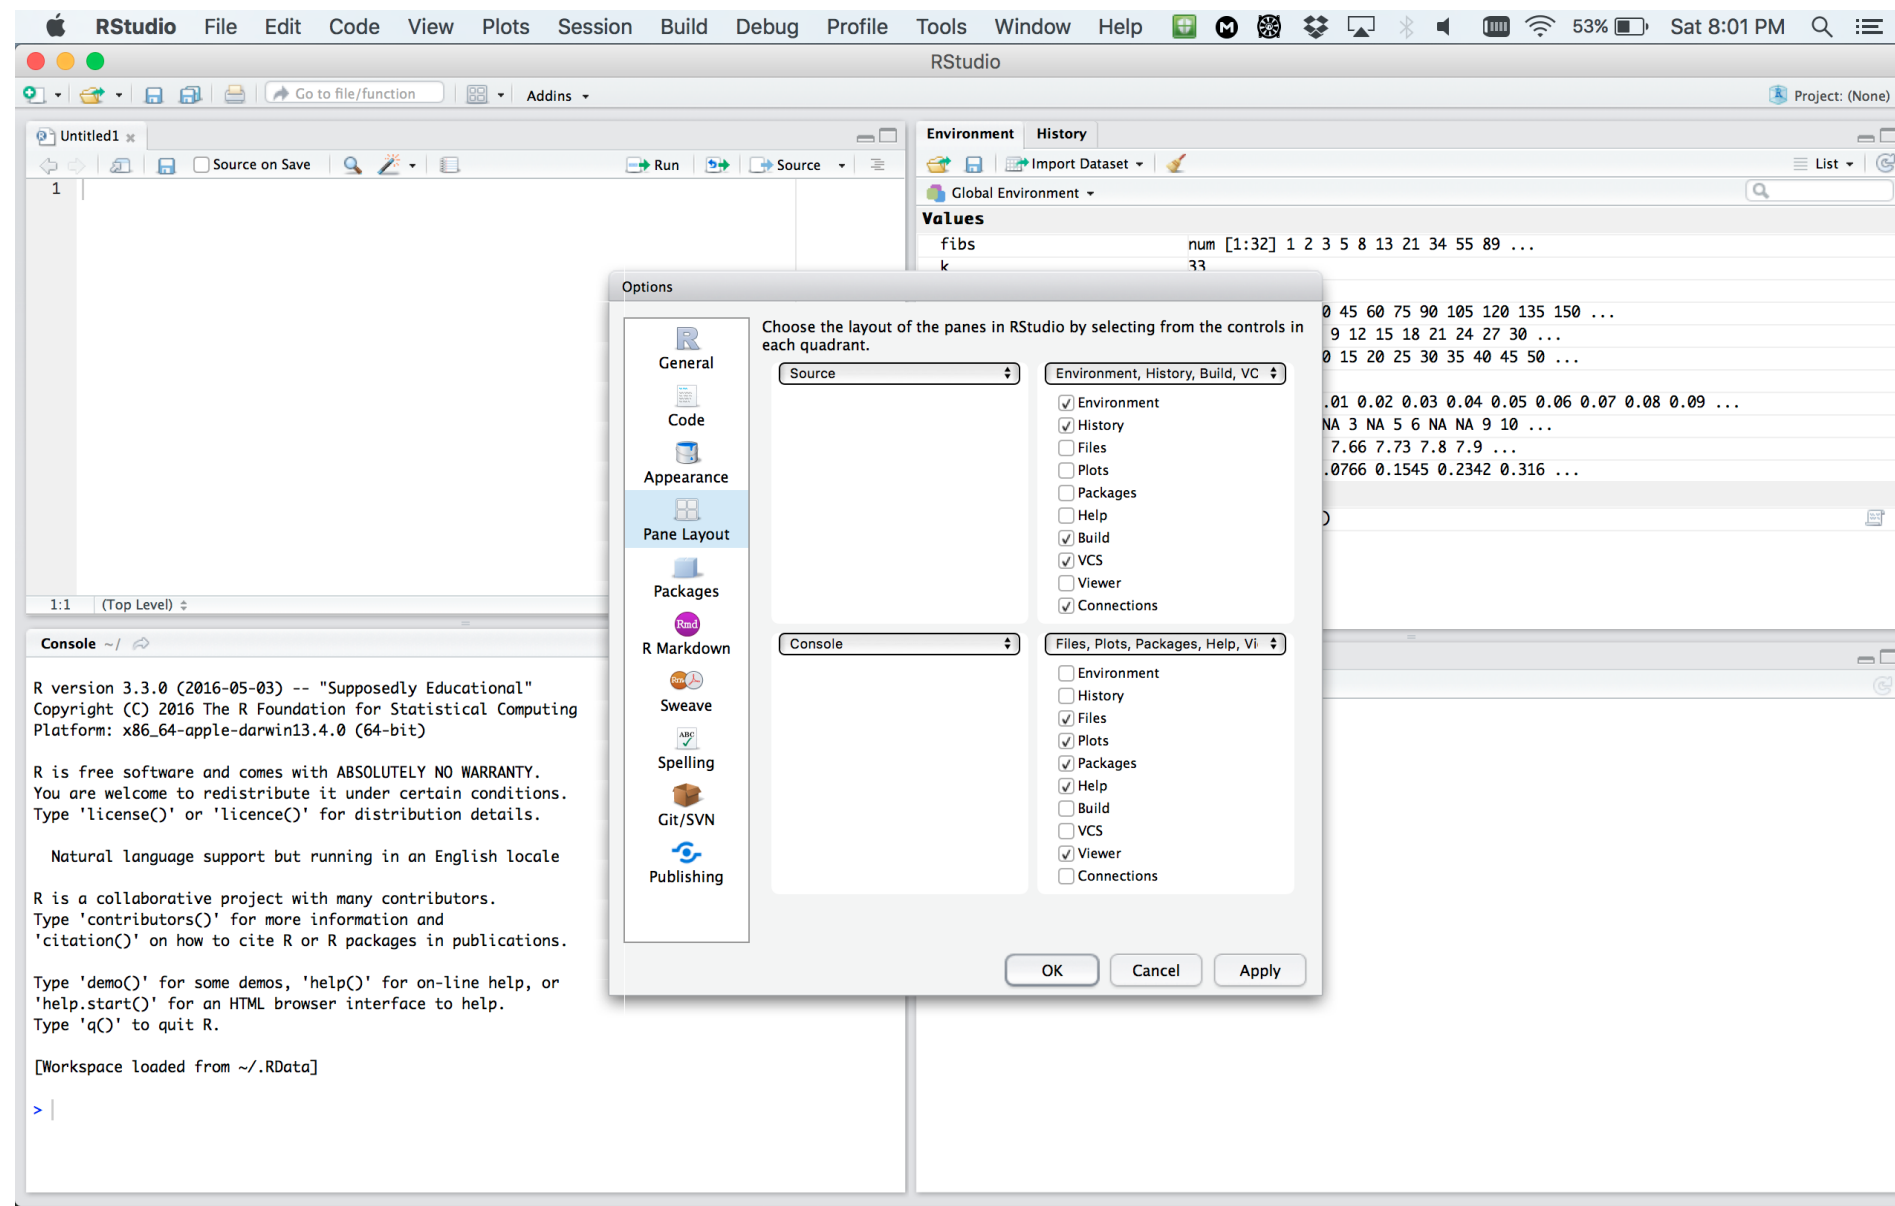 RStudio File Edit Code View Plots Session Build Debug Profile Tools Window Help 53% Sat 8:01 PM
RStudio
Go to file/function Addins Project: (None)
Untitled1
Source on Save Run Source
1
1:1 (Top Level)
Environment History
Import Dataset List
Global Environment
Values
fibs num [1:32] 1 2 3 5 8 13 21 34 55 89 ...
k 33
0 45 60 75 90 105 120 135 150 ...
9 12 15 18 21 24 27 30 ...
0 15 20 25 30 35 40 45 50 ...
.01 0.02 0.03 0.04 0.05 0.06 0.07 0.08 0.09 ...
NA 3 NA 5 6 NA NA 9 10 ...
7.66 7.73 7.8 7.9 ...
.0766 0.1545 0.2342 0.316 ...
)
Options
General
Code
Appearance
Pane Layout
Packages
Rmd
R Markdown
Sweave
ABC
Spelling
Git/SVN
Publishing
Choose the layout of the panes in RStudio by selecting from the controls in
each quadrant.
Source
Environment, History, Build, VC
Environment
History
Files
Plots
Packages
Help
Build
VCS
Viewer
Connections
Console
Files, Plots, Packages, Help, Vi
Environment
History
Files
Plots
Packages
Help
Build
VCS
Viewer
Connections
OK Cancel Apply
Console ~/
R version 3.3.0 (2016-05-03) -- "Supposedly Educational"
Copyright (C) 2016 The R Foundation for Statistical Computing
Platform: x86_64-apple-darwin13.4.0 (64-bit)
R is free software and comes with ABSOLUTELY NO WARRANTY.
You are welcome to redistribute it under certain conditions.
Type 'license()' or 'licence()' for distribution details.
Natural language support but running in an English locale
R is a collaborative project with many contributors.
Type 'contributors()' for more information and
'citation()' on how to cite R or R packages in publications.
Type 'demo()' for some demos, 'help()' for on-line help, or
'help.start()' for an HTML browser interface to help.
Type 'q()' to quit R.
[Workspace loaded from ~/.RData]
>